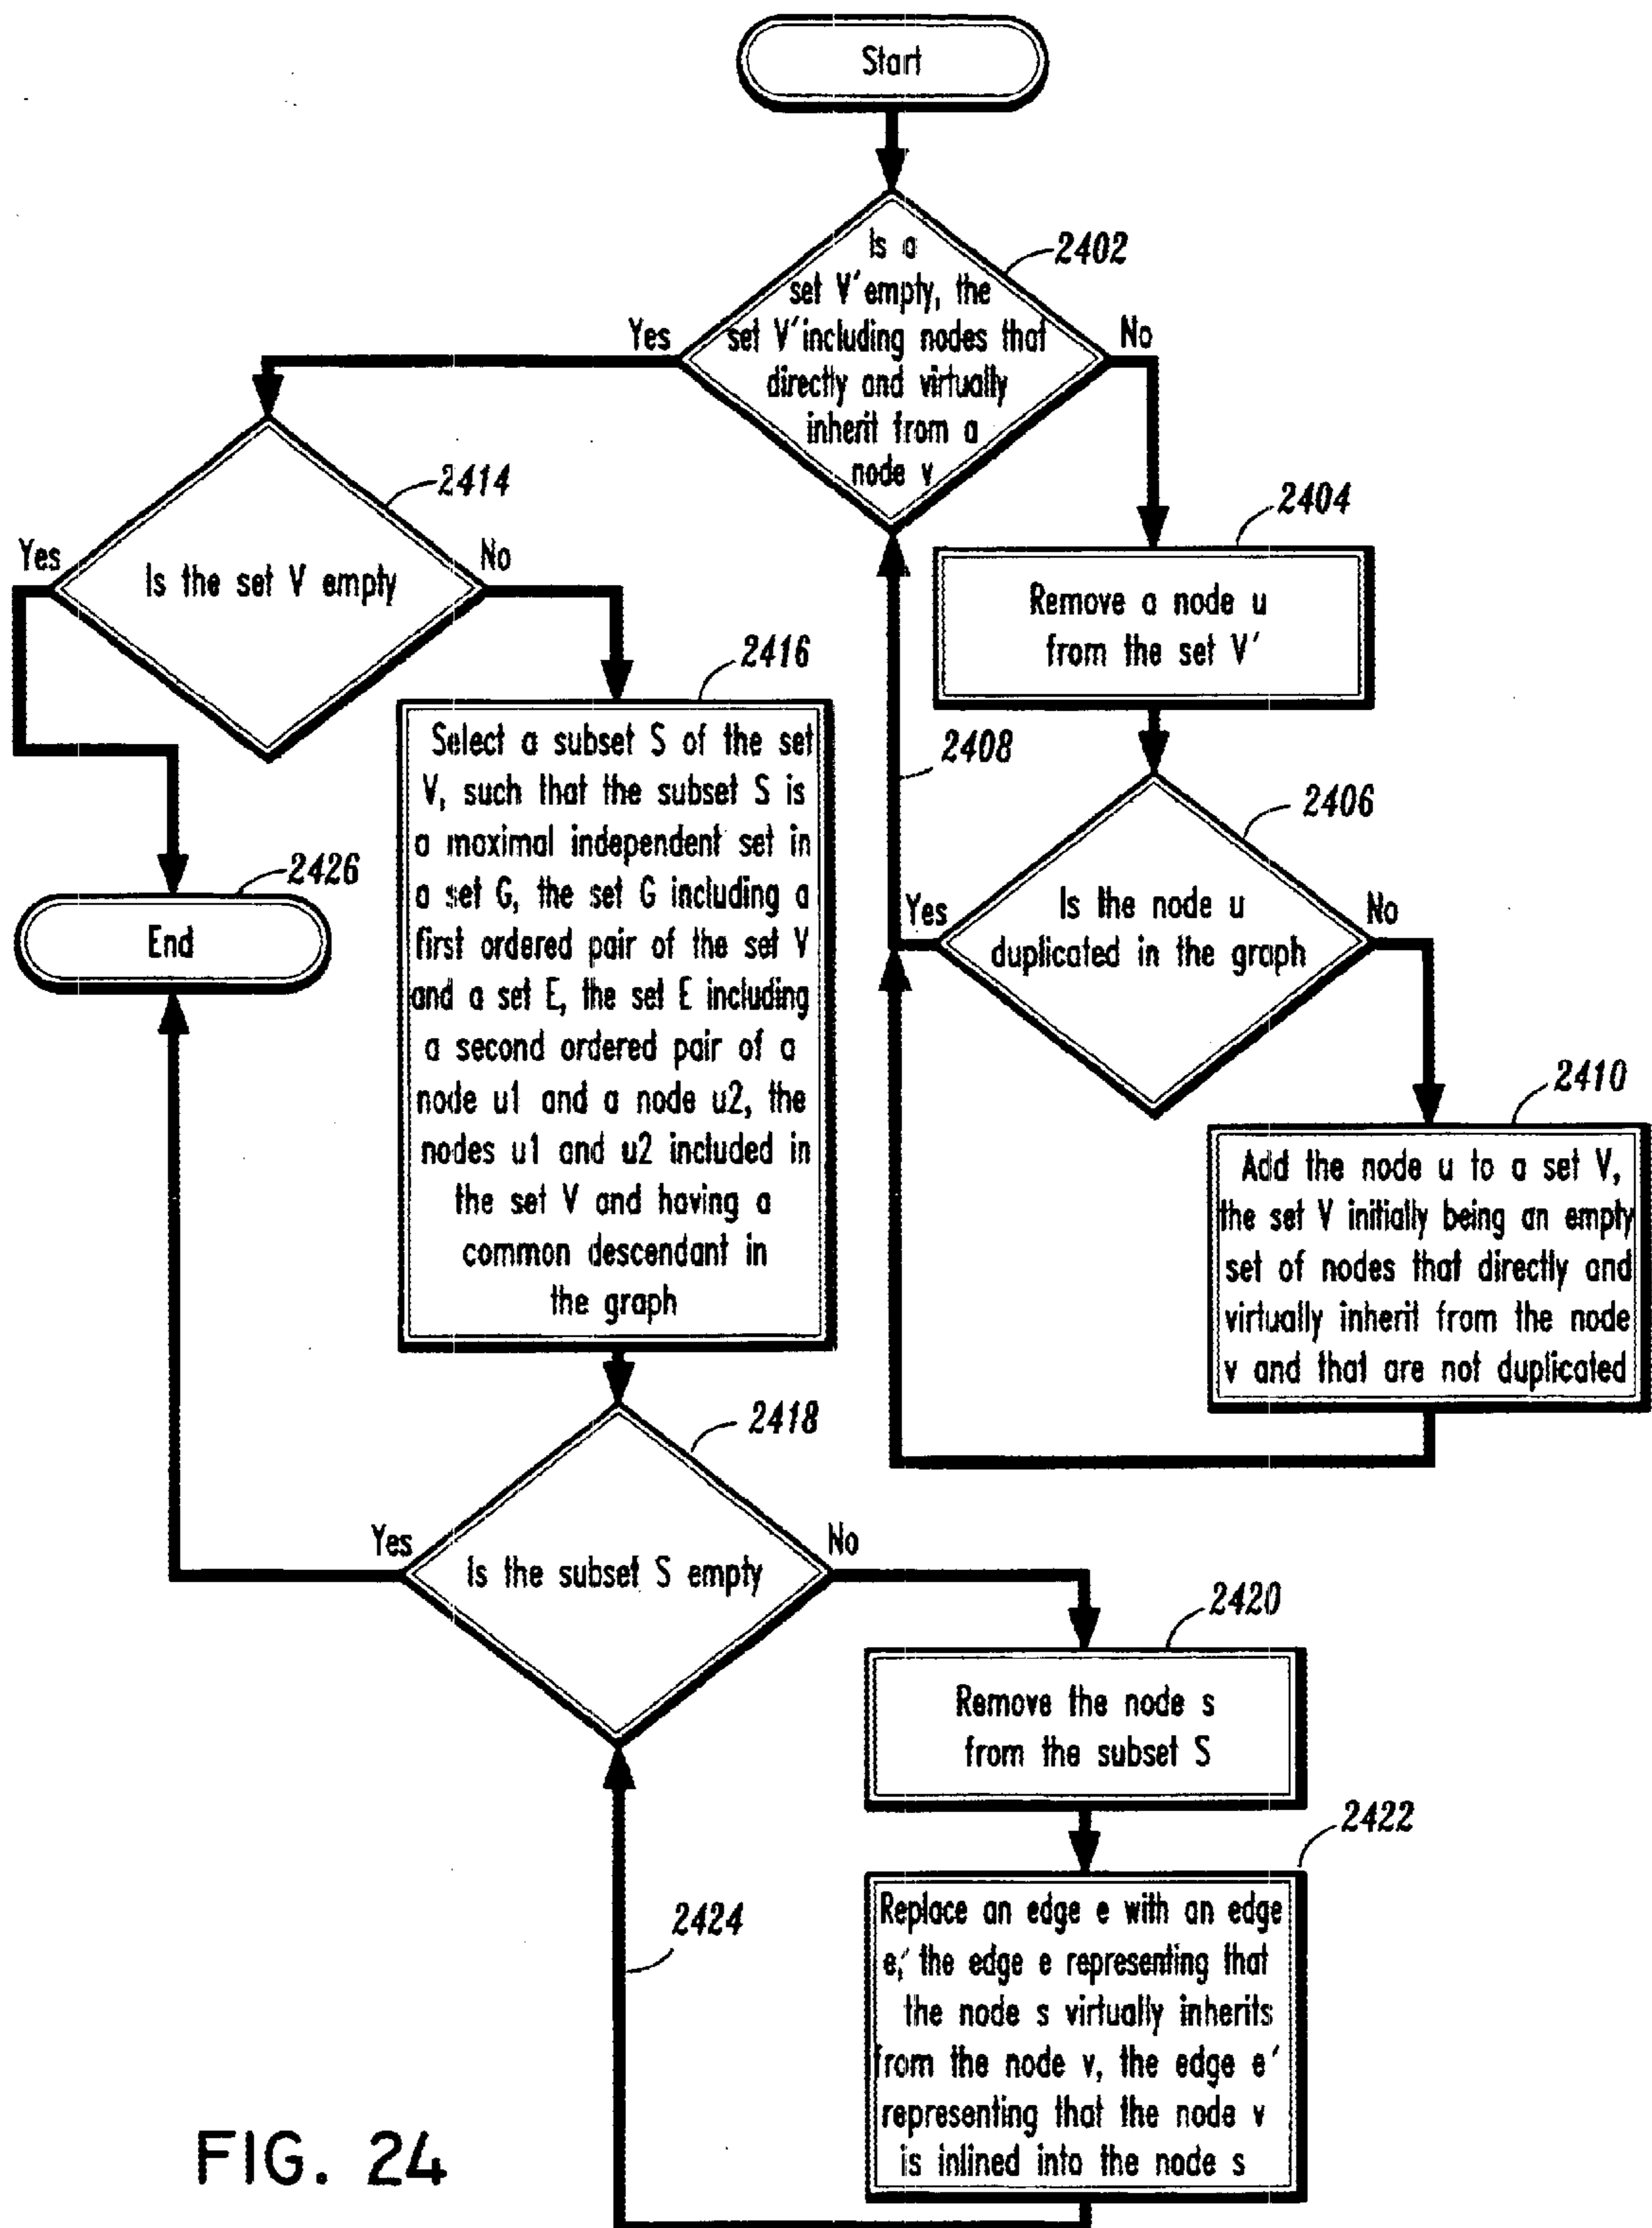 Start
Is a
set V′ empty, the
set V′ including nodes that
directly and virtually
inherit from a
node v
2402
Yes
No
2414
Is the set V empty
Yes
No
2404
Remove a node u
from the set V′
2416
Select a subset S of the set
V, such that the subset S is
a maximal independent set in
a set G, the set G including a
first ordered pair of the set V
and a set E, the set E including
a second ordered pair of a
node u1 and a node u2, the
nodes u1 and u2 included in
the set V and having a
common descendant in
the graph
2408
2406
Is the node u
duplicated in the graph
Yes
No
2426
End
2410
Add the node u to a set V,
the set V initially being an empty
set of nodes that directly and
virtually inherit from the node
v and that are not duplicated
2418
Is the subset S empty
Yes
No
2420
Remove the node s
from the subset S
2422
Replace an edge e with an edge
e,′ the edge e representing that
the node s virtually inherits
from the node v, the edge e′
representing that the node v
is inlined into the node s
2424
FIG. 24